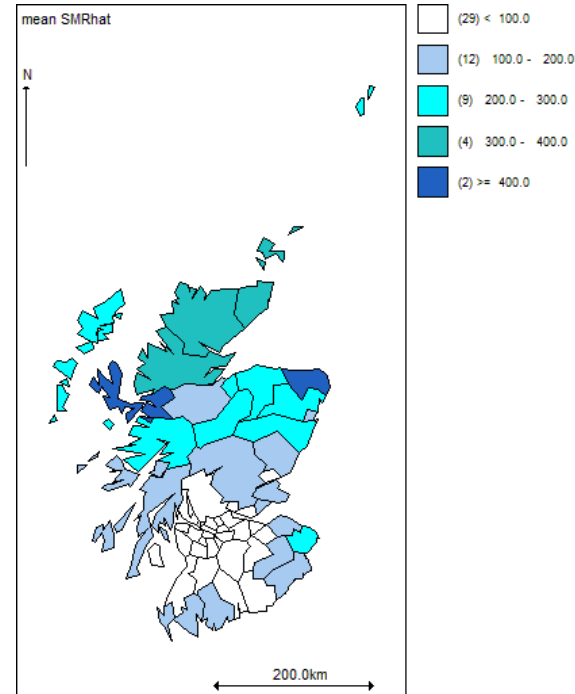 mean SMRhat
N
200.0km
(29) < 100.0
(12) 100.0 - 200.0
(9) 200.0 - 300.0
(4) 300.0 - 400.0
(2) >= 400.0